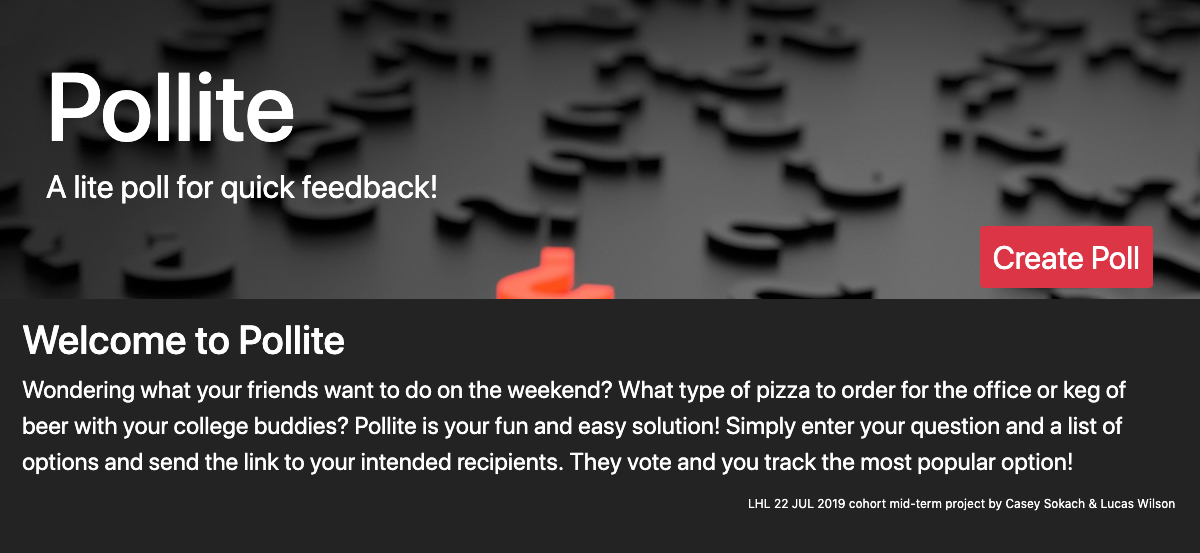 Pollite
A lite poll for quick feedback!
Create Poll
Welcome to Pollite
Wondering what your friends want to do on the weekend? What type of pizza to order for the office or keg of
beer with your college buddies? Pollite is your fun and easy solution! Simply enter your question and a list of
options and send the link to your intended recipients. They vote and you track the most popular option!
LHL 22 JUL 2019 cohort mid-term project by Casey Sokach & Lucas Wilson